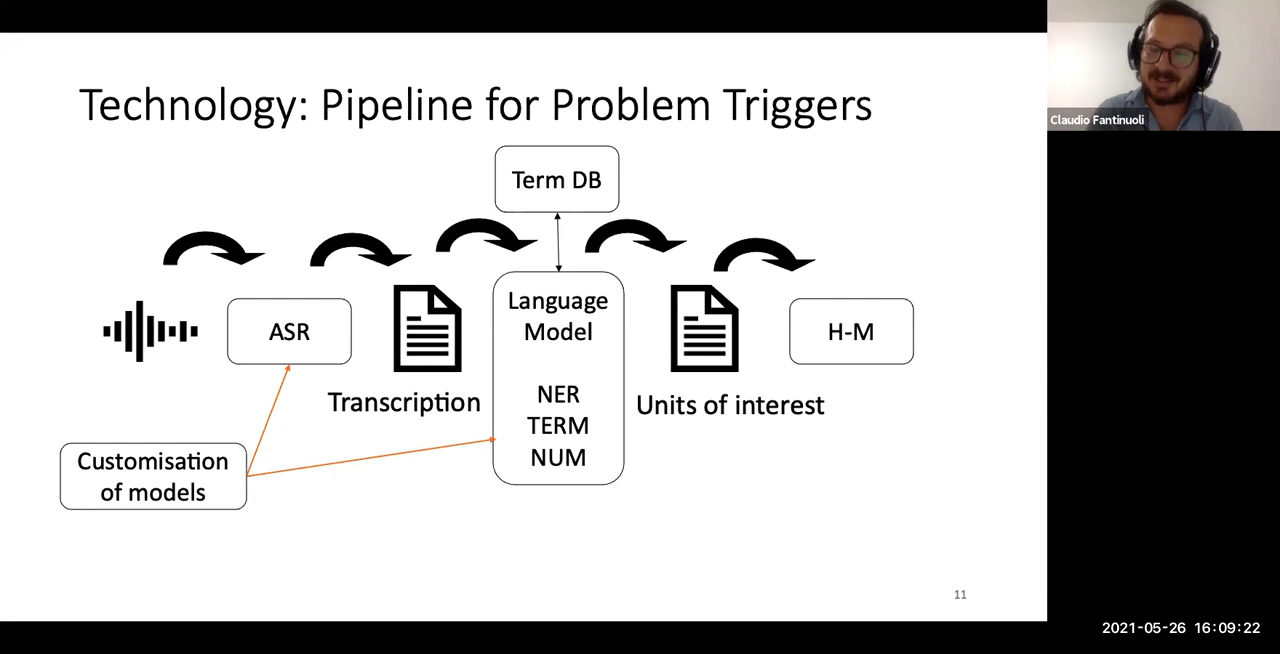 Technology: Pipeline for Problem Triggers
Claudio Fantinuoli
Term DB
ASR
Transcription
Language
Model
NER
TERM
NUM
Units of interest
H-M
Customisation
of models
11
2021-05-26 16:09:22